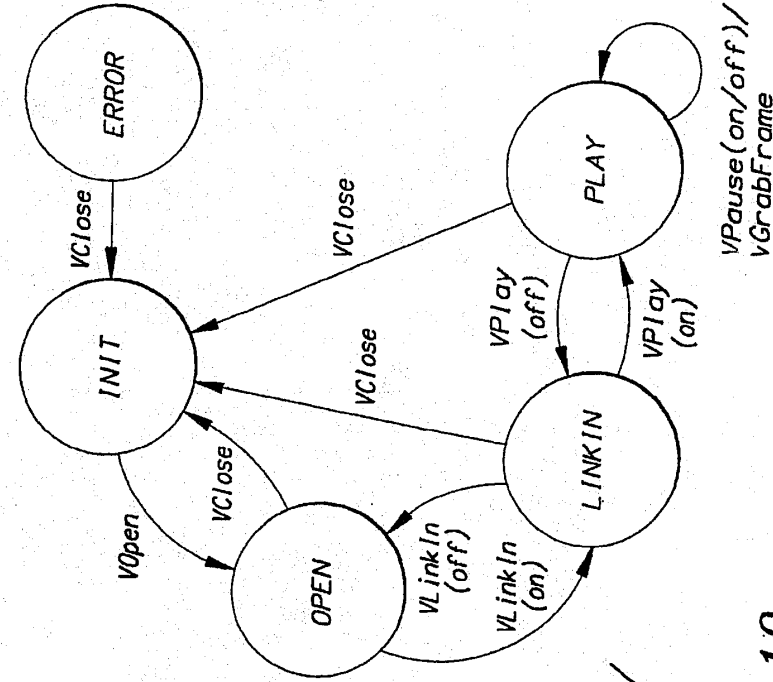 ERROR
VClose
INIT
VClose
PLAY
VPause(on/off)/
vGrabFrame
VPlay
(off)
VPlay
(on)
VClose
LINKIN
VOpen
VClose
OPEN
VLinkIn
(off)
VLinkIn
(on)